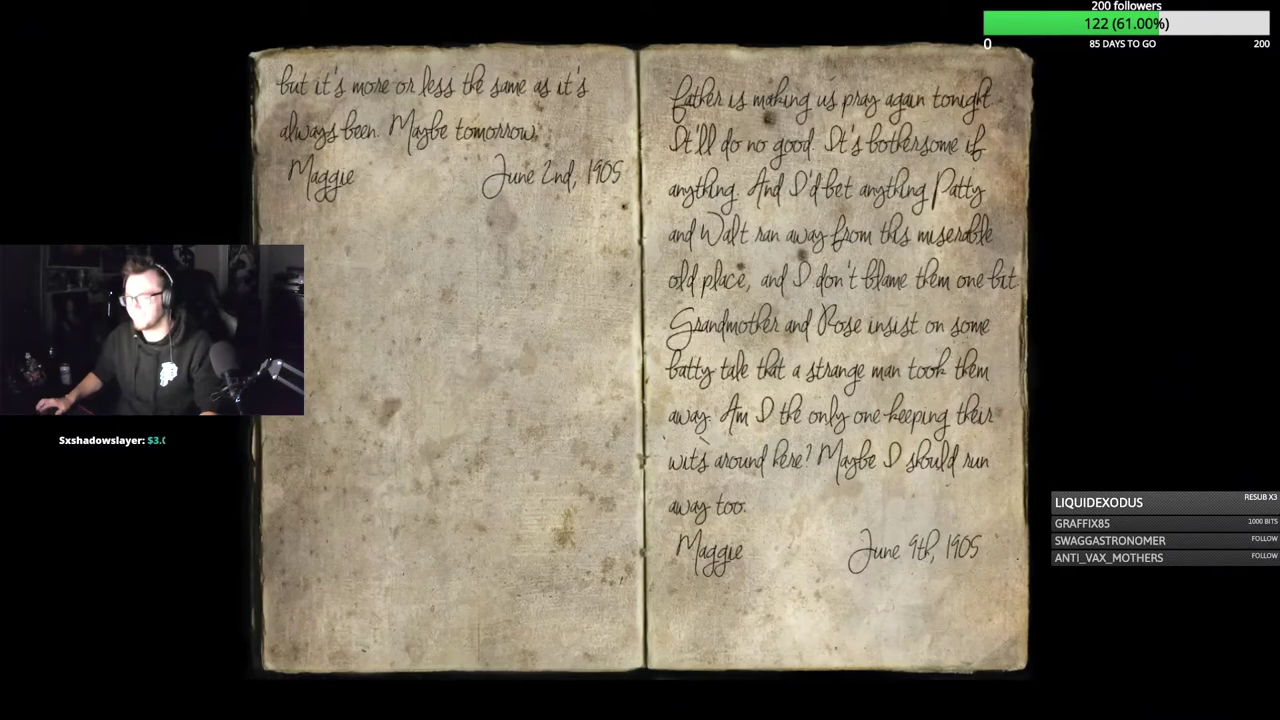 200 followers
122 (61.00%)
0
85 DAYS TO GO
200
but it's more or less the same as it's
always been. Maybe tomorrow.
Maggie
June 2nd, 1905
Father is making us pray again tonight.
It'll do no good. It's bothersome if
anything. And I'd bet anything Patty
and Walt ran away from this miserable
old place, and I don't blame them one bit.
Grandmother and Rose insist on some
batty tale that a strange man took them
away. Am I the only one keeping their
wits around here? Maybe I should run
away too.
Maggie
June 9th, 1905
Sxshadowslayer: $3.0
LIQUIDEXODUS
RESUB X3
GRAFFIX85
1000 BITS
SWAGGASTRONOMER
FOLLOW
ANTI_VAX_MOTHERS
FOLLOW